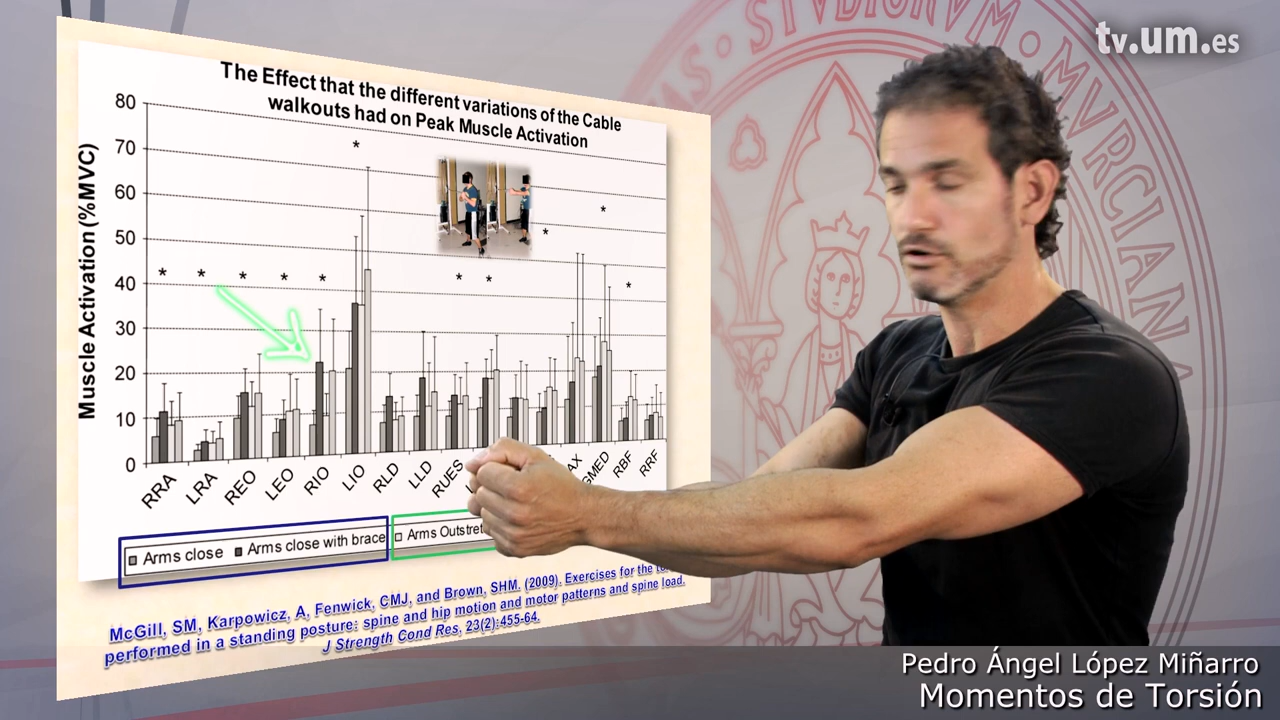 tv.um.es
STVDIORVM
MVRCIANA
The Effect that the different variations of the Cable
walkouts had on Peak Muscle Activation
Muscle Activation (%MVC)
80
70
60
50
40
30
20
10
0
* * * * * * * * * * *
RRA LRA REO LEO RIO LIO RLD LLD RUES GMED RBF RRF
Arms close Arms close with brace Arms
McGill, SM, Karpowicz, A, Fenwick, CMJ, and Brown, SHM. (2009). Exercises for the
performed in a standing posture: spine and hip motion and motor patterns and spine load.
J Strength Cond Res, 23(2):455-64.
Pedro Ángel López Miñarro
Momentos de Torsión